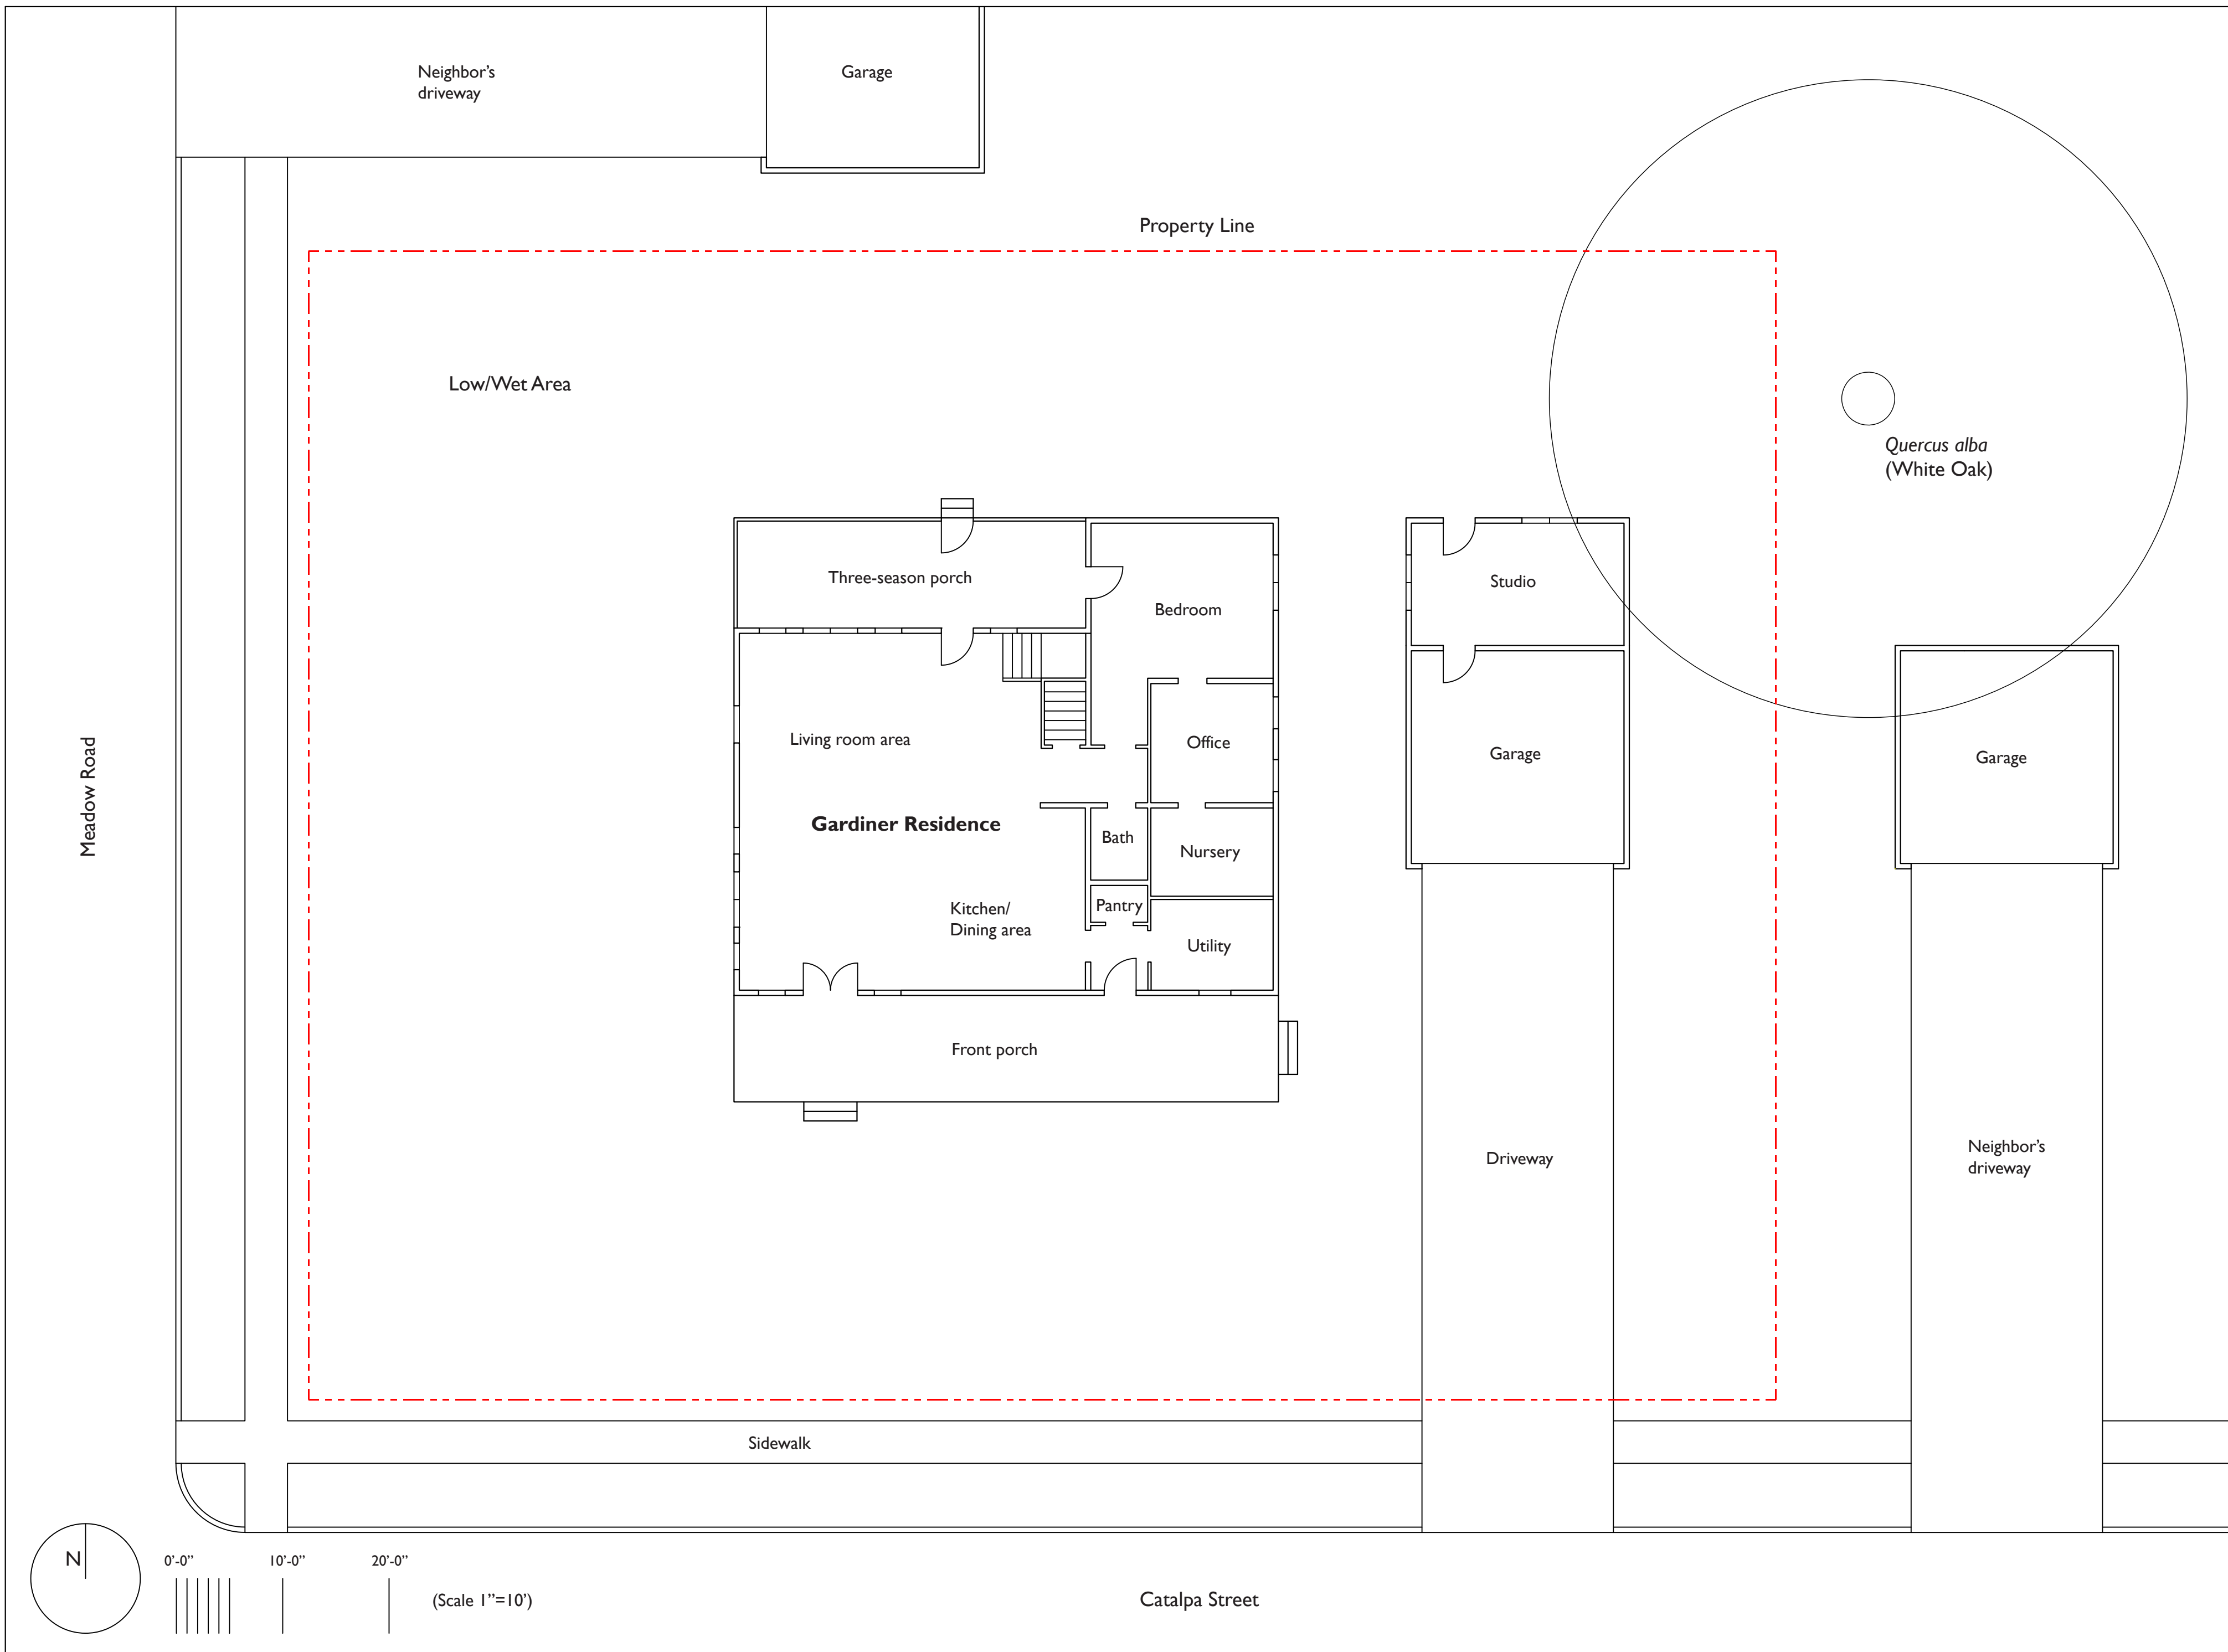 Neighbor’s
driveway
Garage
Property Line
Low/Wet Area
Quercus alba
(White Oak)
Three-season porch
Bedroom
Studio
Living room area
Office
Garage
Garage
Meadow Road
Gardiner Residence
Bath
Nursery
Kitchen/
Dining area
Pantry
Utility
Front porch
Driveway
Neighbor’s
driveway
Sidewalk
N
0’-0” 10’-0” 20’-0”
(Scale 1”=10’)
Catalpa Street